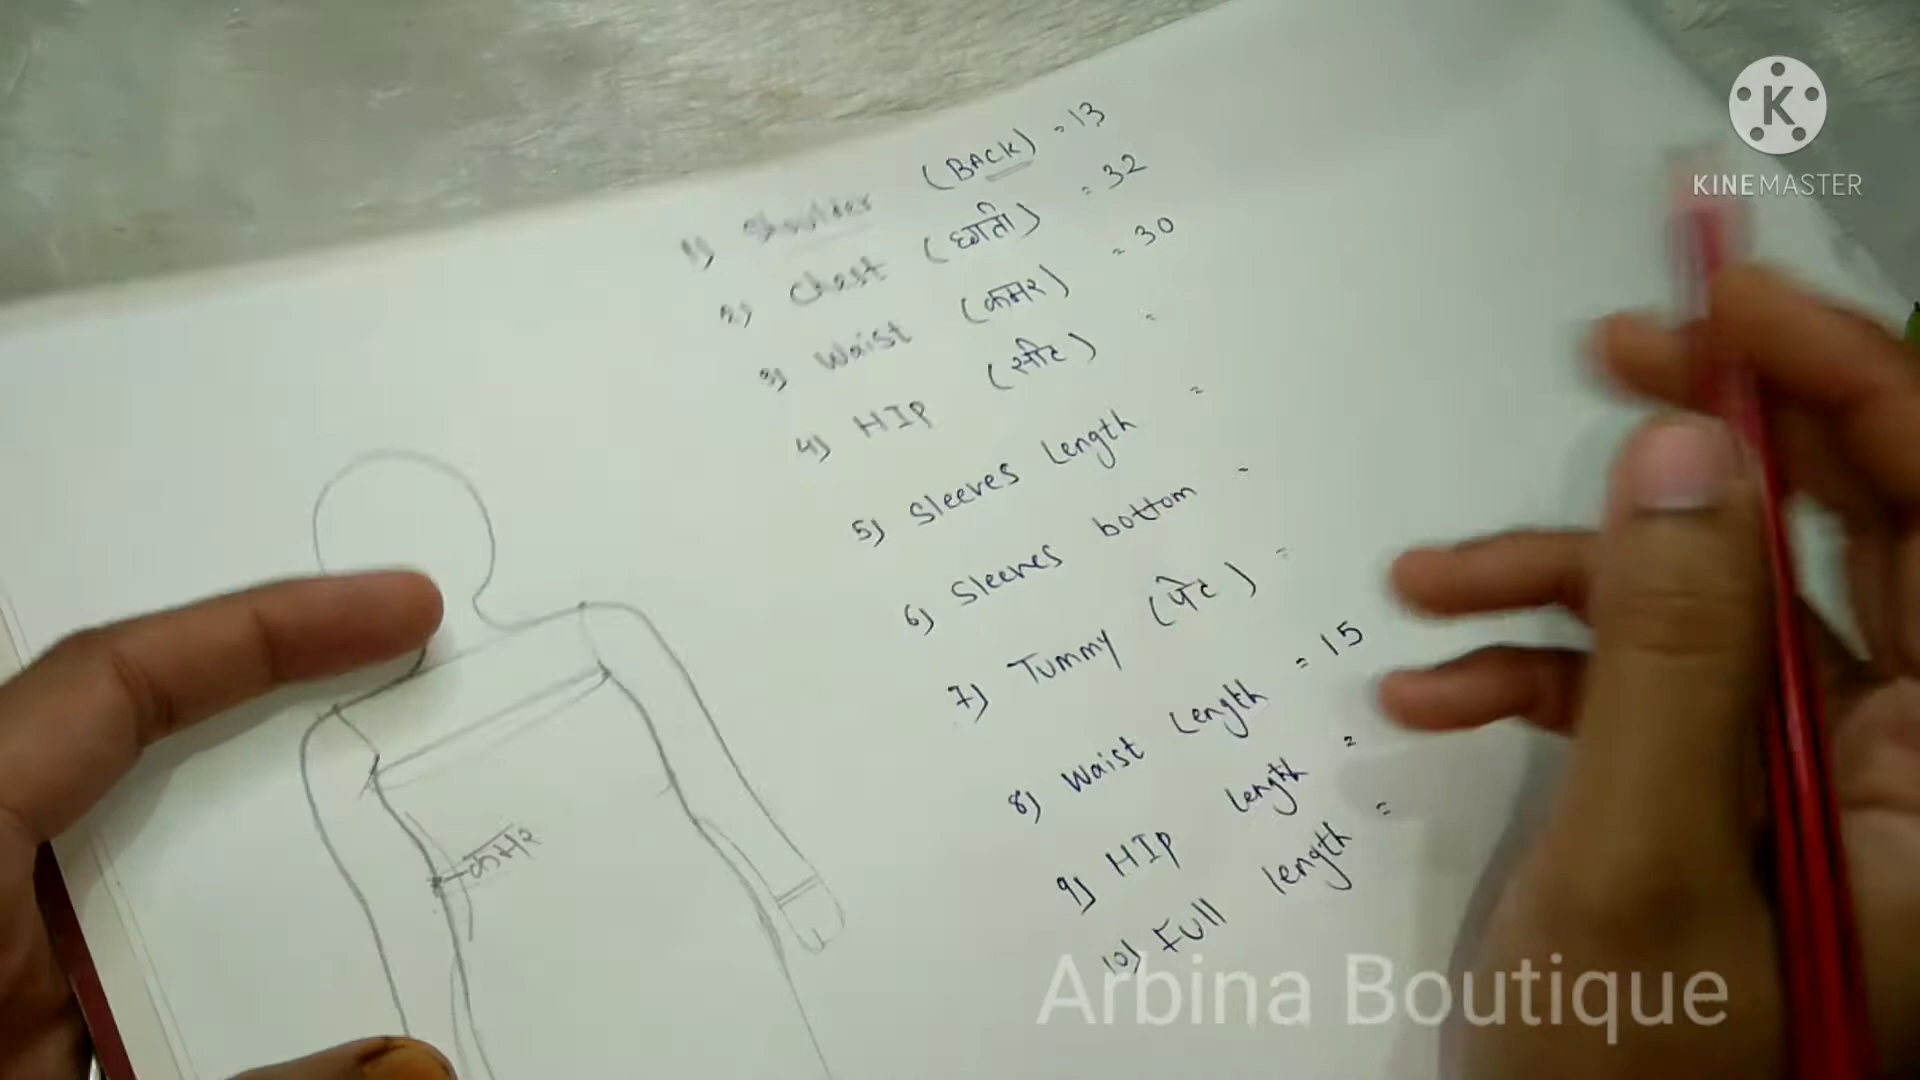 1) Shoulder (BACK) = 13
2) Chest (छाती) = 32
3) Waist (कमर) = 30
4) HIP (सीट) =
5) Sleeves Length =
6) Sleeves bottom =
7) Tummy (पेट) =
8) Waist Length = 15
9) HIP Length =
10) Full length =
कमर
K
KINEMASTER
Arbina Boutique